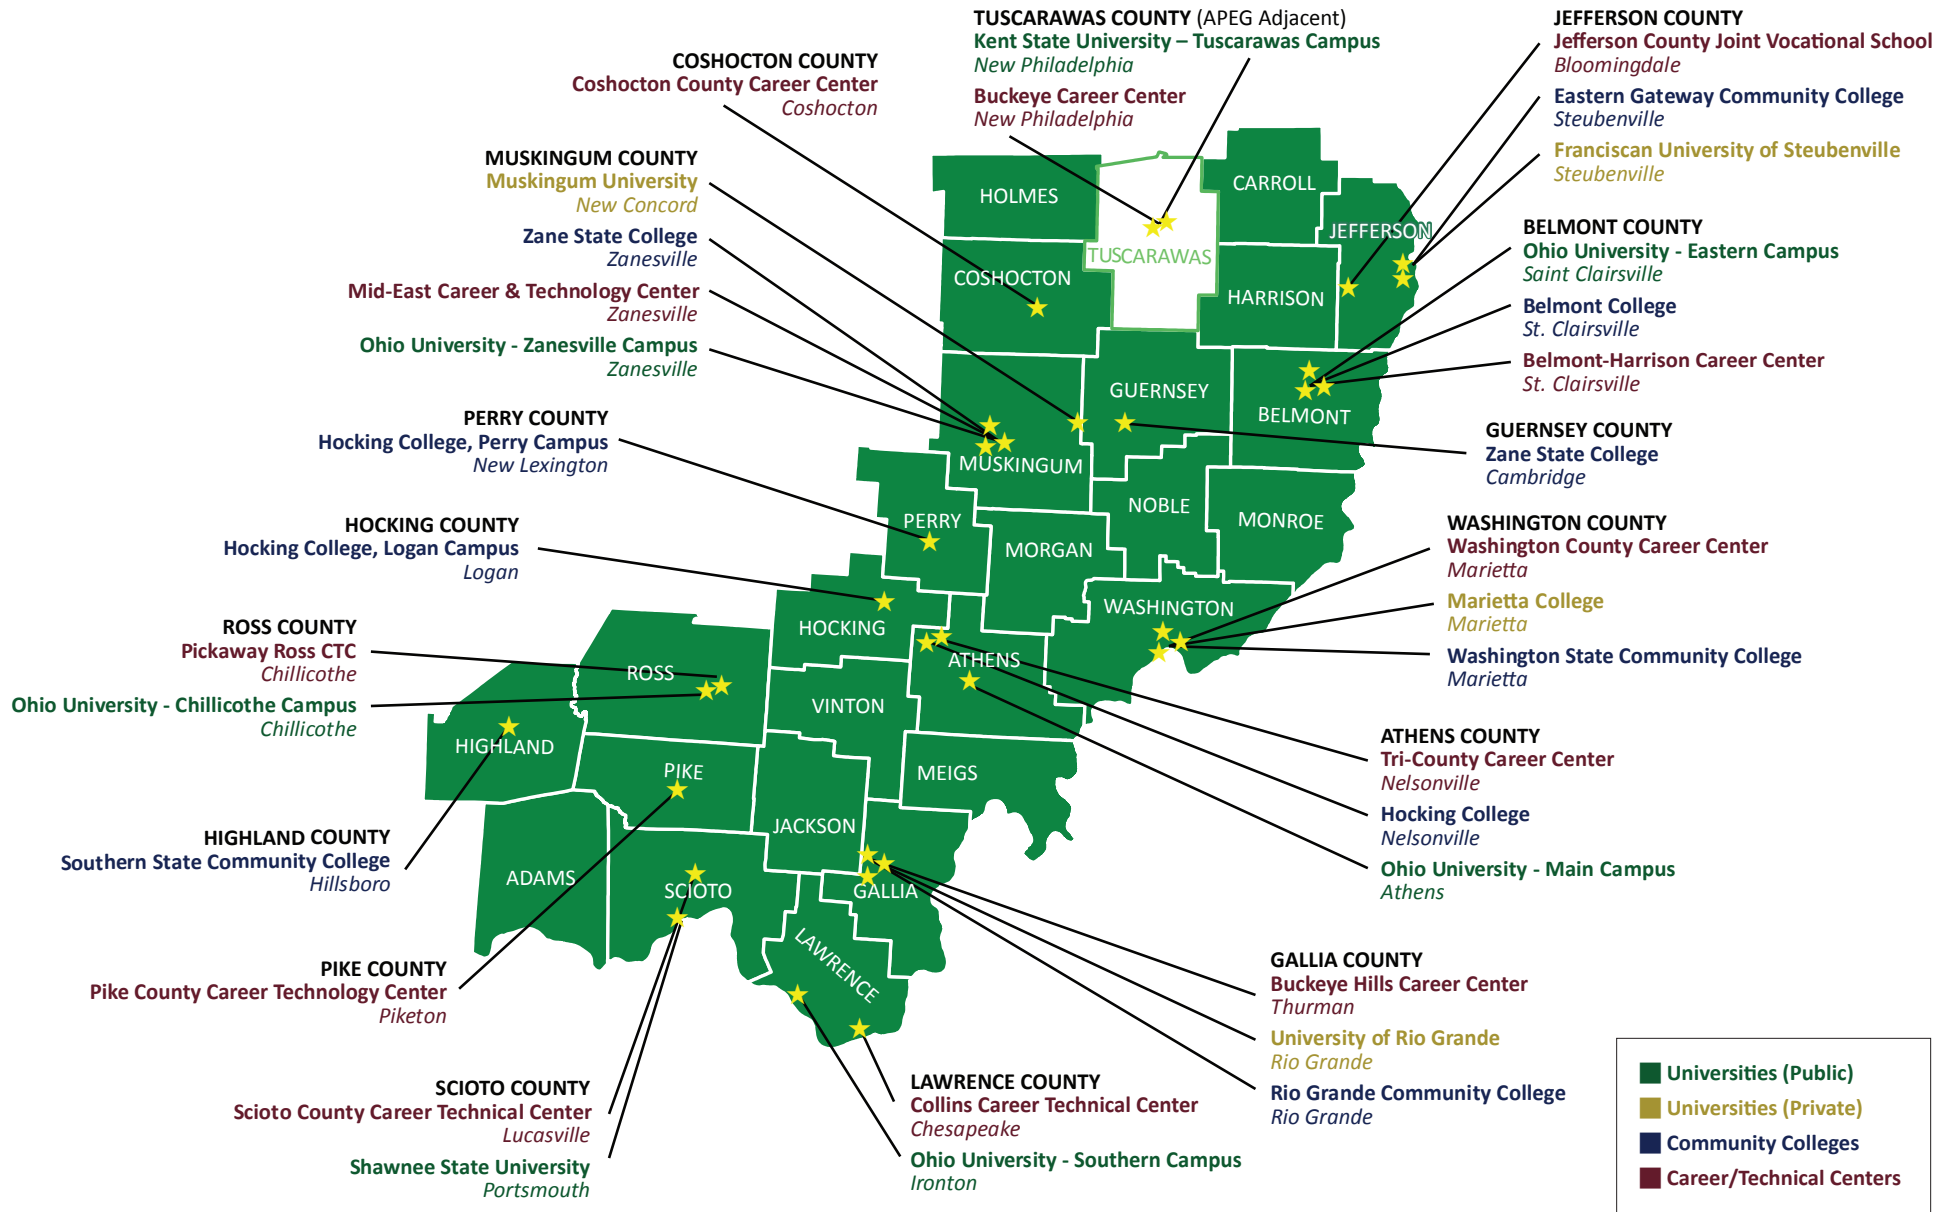 TUSCARAWAS COUNTY (APEG Adjacent)
Kent State University – Tuscarawas Campus
New Philadelphia
Buckeye Career Center
New Philadelphia
JEFFERSON COUNTY
Jefferson County Joint Vocational School
Bloomingdale
Eastern Gateway Community College
Steubenville
Franciscan University of Steubenville
Steubenville
COSHOCTON COUNTY
Coshocton County Career Center
Coshocton
MUSKINGUM COUNTY
Muskingum University
New Concord
Zane State College
Zanesville
Mid-East Career & Technology Center
Zanesville
Ohio University - Zanesville Campus
Zanesville
BELMONT COUNTY
Ohio University - Eastern Campus
Saint Clairsville
Belmont College
St. Clairsville
Belmont-Harrison Career Center
St. Clairsville
PERRY COUNTY
Hocking College, Perry Campus
New Lexington
GUERNSEY COUNTY
Zane State College
Cambridge
HOCKING COUNTY
Hocking College, Logan Campus
Logan
WASHINGTON COUNTY
Washington County Career Center
Marietta
Marietta College
Marietta
Washington State Community College
Marietta
ROSS COUNTY
Pickaway Ross CTC
Chillicothe
Ohio University - Chillicothe Campus
Chillicothe
ATHENS COUNTY
Tri-County Career Center
Nelsonville
Hocking College
Nelsonville
Ohio University - Main Campus
Athens
HIGHLAND COUNTY
Southern State Community College
Hillsboro
PIKE COUNTY
Pike County Career Technology Center
Piketon
GALLIA COUNTY
Buckeye Hills Career Center
Thurman
University of Rio Grande
Rio Grande
Rio Grande Community College
Rio Grande
SCIOTO COUNTY
Scioto County Career Technical Center
Lucasville
Shawnee State University
Portsmouth
LAWRENCE COUNTY
Collins Career Technical Center
Chesapeake
Ohio University - Southern Campus
Ironton
HOLMES
CARROLL
JEFFERSON
TUSCARAWAS
COSHOCTON
HARRISON
GUERNSEY
BELMONT
MUSKINGUM
NOBLE
MONROE
PERRY
MORGAN
WASHINGTON
HOCKING
ATHENS
ROSS
VINTON
HIGHLAND
PIKE
MEIGS
JACKSON
ADAMS
SCIOTO
GALLIA
LAWRENCE
Universities (Public)
Universities (Private)
Community Colleges
Career/Technical Centers